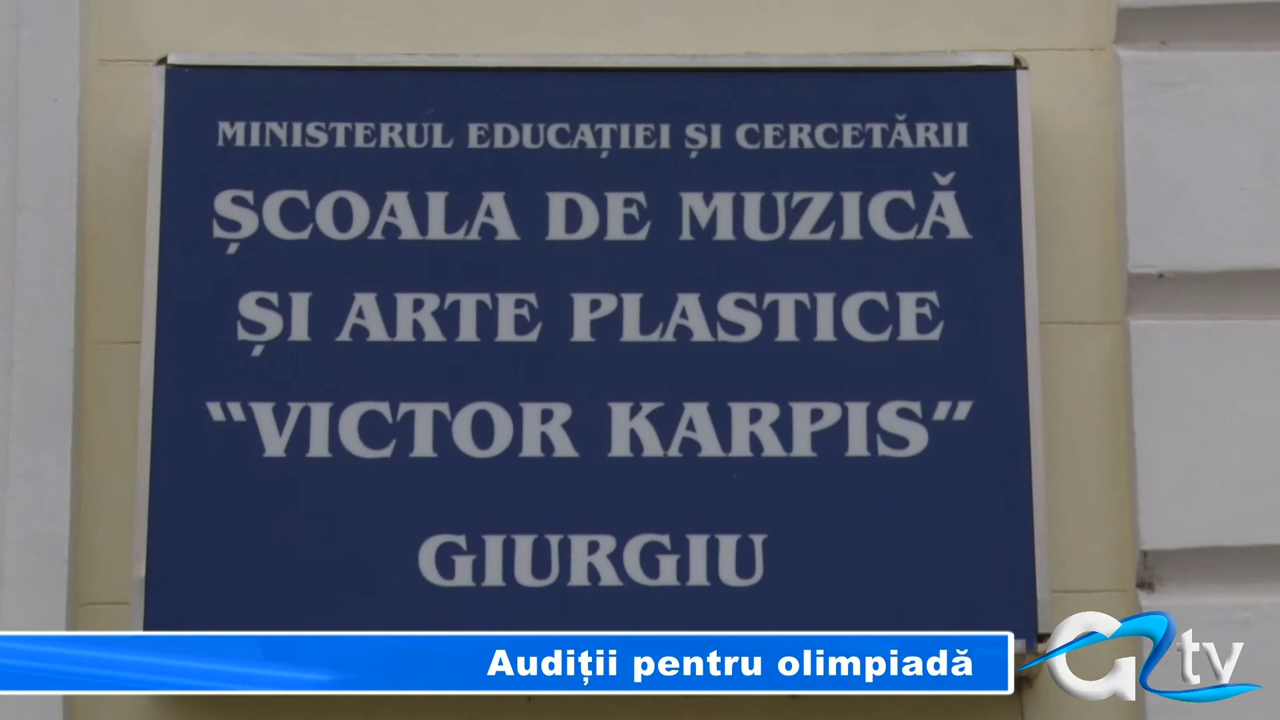 MINISTERUL EDUCAȚIEI ȘI CERCETĂRII
ȘCOALA DE MUZICĂ
ȘI ARTE PLASTICE
“VICTOR KARPIS”
GIURGIU
Audiții pentru olimpiadă
G tv